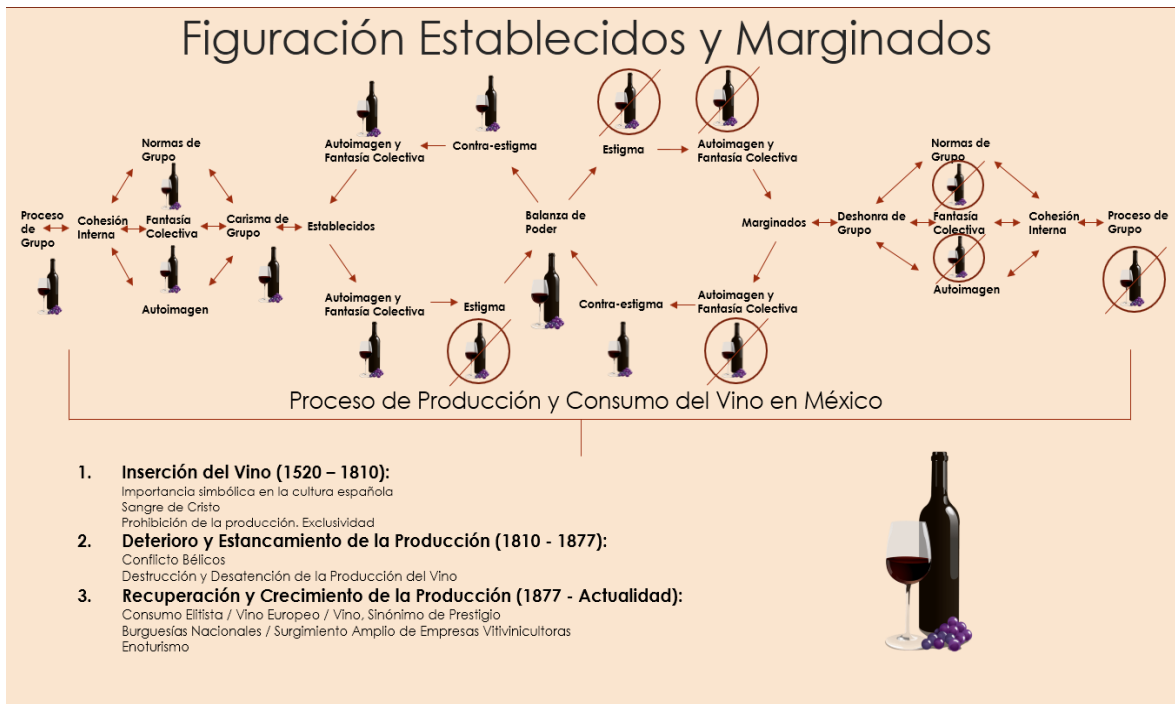 Figuración Establecidos y Marginados
Normas de
Grupo
Proceso
de
Grupo
Cohesión
Interna
Fantasía
Colectiva
Carisma de
Grupo
Autoimagen
Establecidos
Autoimagen y
Fantasía Colectiva
Contra-estigma
Autoimagen y
Fantasía Colectiva
Estigma
Balanza de
Poder
Estigma
Autoimagen y
Fantasía Colectiva
Contra-estigma
Autoimagen y
Fantasía Colectiva
Marginados
Deshonra de
Grupo
Normas de
Grupo
Fantasía
Colectiva
Autoimagen
Cohesión
Interna
Proceso de
Grupo
Proceso de Producción y Consumo del Vino en México
1. Inserción del Vino (1520 – 1810):
Importancia simbólica en la cultura española
Sangre de Cristo
Prohibición de la producción. Exclusividad
2. Deterioro y Estancamiento de la Producción (1810 - 1877):
Conflicto Bélicos
Destrucción y Desatención de la Producción del Vino
3. Recuperación y Crecimiento de la Producción (1877 - Actualidad):
Consumo Elitista / Vino Europeo / Vino, Sinónimo de Prestigio
Burguesías Nacionales / Surgimiento Amplio de Empresas Vitivinicultoras
Enoturismo